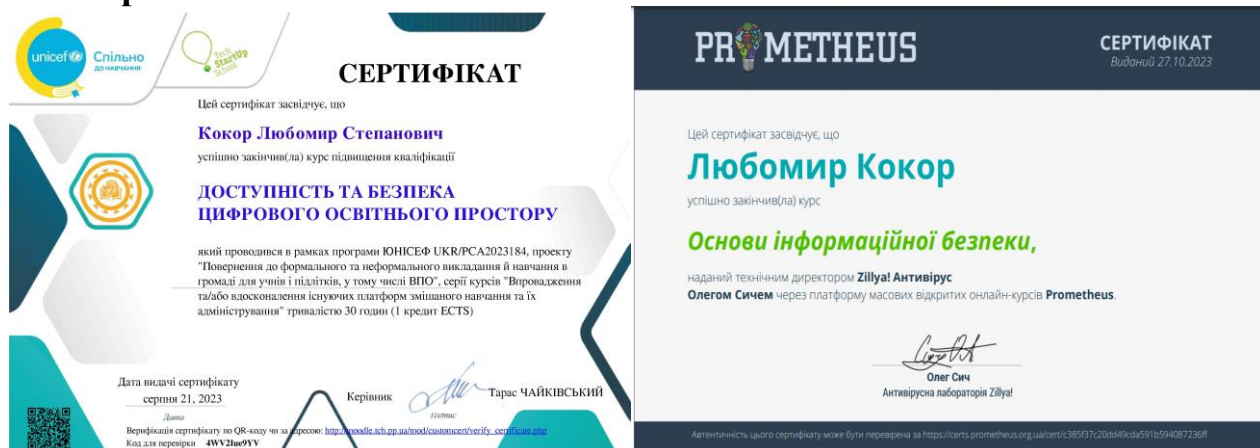 unicef
Спільно
ДО НАВЧАННЯ
Tech
StartUp
School
СЕРТИФІКАТ
Цей сертифікат засвідчує, що
Кокор Любомир Степанович
успішно закінчив(ла) курс підвищення кваліфікації
ДОСТУПНІСТЬ ТА БЕЗПЕКА
ЦИФРОВОГО ОСВІТНЬОГО ПРОСТОРУ
який проводився в рамках програми ЮНІСЕФ UKR/PCA2023184, проекту
"Повернення до формального та неформального викладання й навчання в
громаді для учнів і підлітків, у тому числі ВПО", серії курсів "Впровадження
та/або вдосконалення існуючих платформ змішаного навчання та їх
адміністрування" тривалістю 30 годин (1 кредит ECTS)
Дата видачі сертифікату
серпня 21, 2023
Дата
Керівник
Тарас ЧАЙКІВСЬКИЙ
Підпис
Верифікація сертифікату по QR-коду чи за адресою: http://moodle.tch.pp.ua/mod/customcert/verify_certificate.php
Код для перевірки 4WV2Iue9YV
PROMETHEUS
СЕРТИФІКАТ
Виданий 27.10.2023
Цей сертифікат засвідчує, що
Любомир Кокор
успішно закінчив(ла) курс
Основи інформаційної безпеки,
наданий технічним директором Zillya! Антивірус
Олегом Сичем через платформу масових відкритих онлайн-курсів Prometheus.
Олег Сич
Антивірусна лабораторія Zillya!
Автентичність цього сертифікату може бути перевірена за https://certs.prometheus.org.ua/cert/c385f37c20dd49cda591b594087236ff